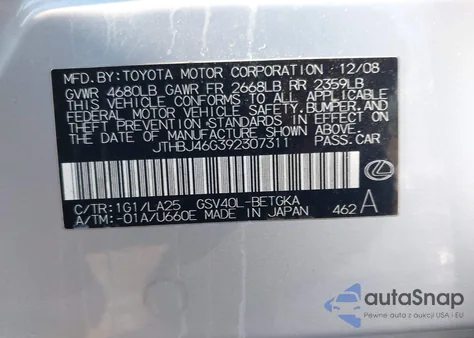 MFD.BY:TOYOTA MOTOR CORPORATION 12/08
GVWR 4680LB GAWR FR 2668LB RR 2359LB
THIS VEHICLE CONFORMS TO ALL APPLICABLE
FEDERAL MOTOR VEHICLE SAFETY,BUMPER,AND
THEFT PREVENTION STANDARDS IN EFFECT ON
THE DATE OF MANUFACTURE SHOWN ABOVE.
JTHBJ46G392307311 PASS.CAR
C/TR:1G1/LA25 GSV40L-BETGKA
A/TM:-01A/U660E MADE IN JAPAN 462 A
autoSnap
Pewne auta z aukcji USA i EU